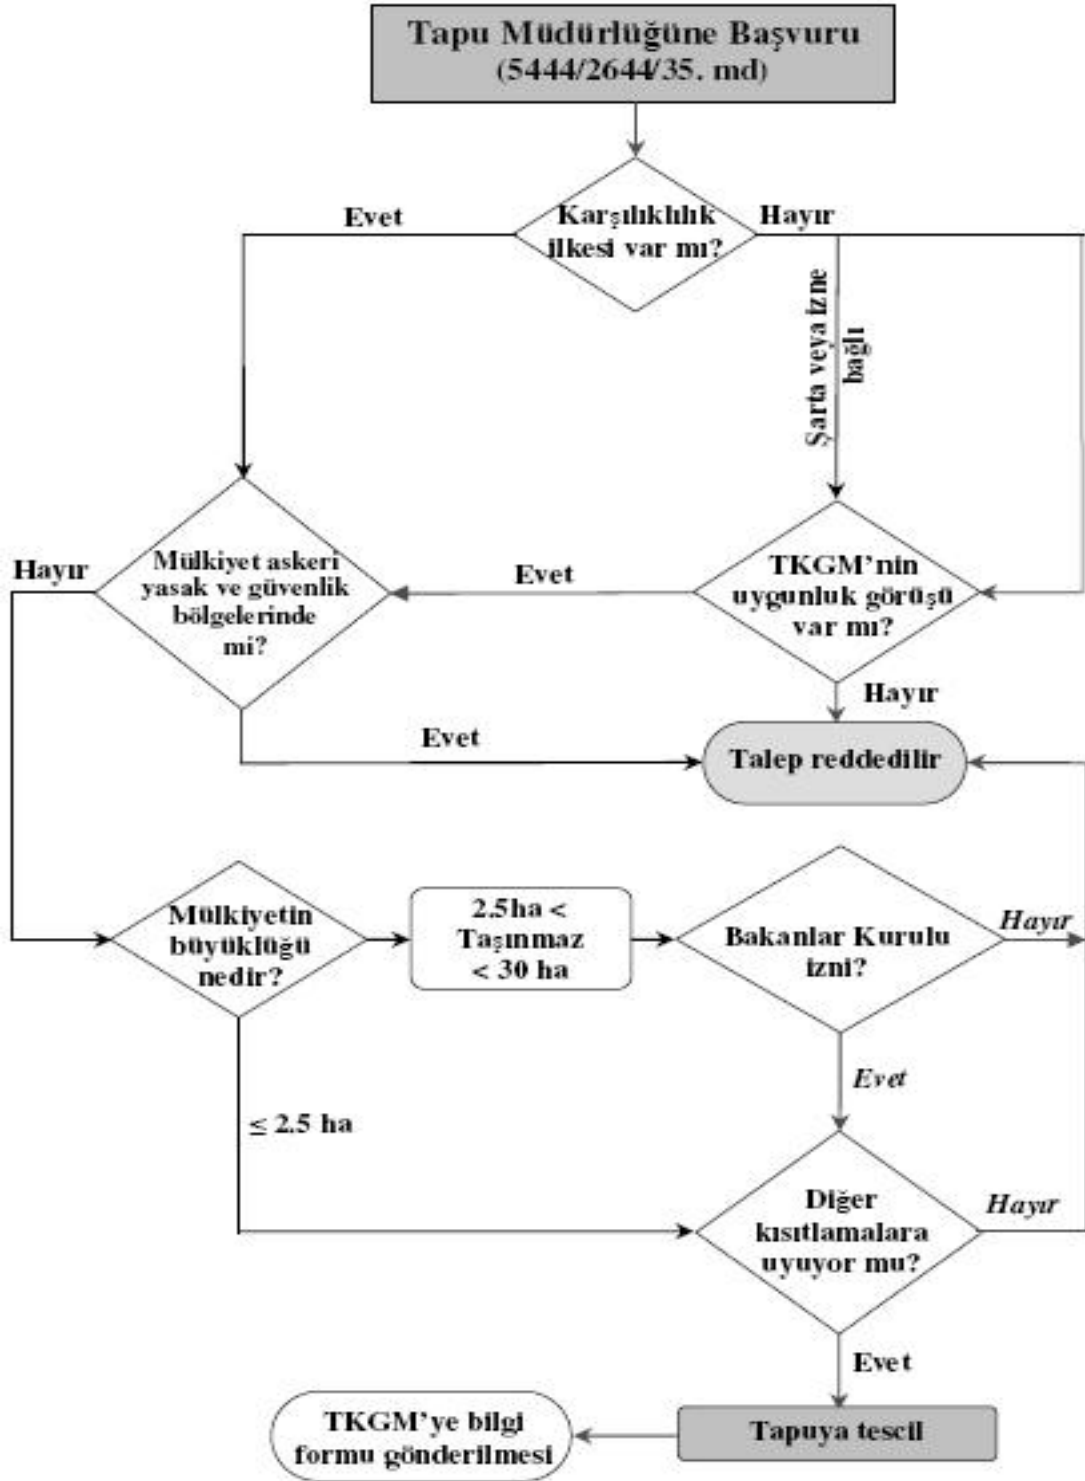 Tapu Müdürlüğüne Başvuru
(5444/2644/35. md)
Evet
Karşılıklılık
ilkesi var mı?
Hayır
Şarta veya izne
bağlı
Hayır
Mülkiyet askeri
yasak ve güvenlik
bölgelerinde
mi?
Evet
TKGM'nin
uygunluk görüşü
var mı?
Hayır
Evet
Talep reddedilir
Mülkiyetin
büyüklüğü
nedir?
2.5ha <
Taşınmaz
< 30 ha
Bakanlar Kurulu
izni?
Hayır
Evet
≤ 2.5 ha
Diğer
kısıtlamalara
uyuyor mu?
Hayır
Evet
TKGM'ye bilgi
formu gönderilmesi
Tapuya tescil